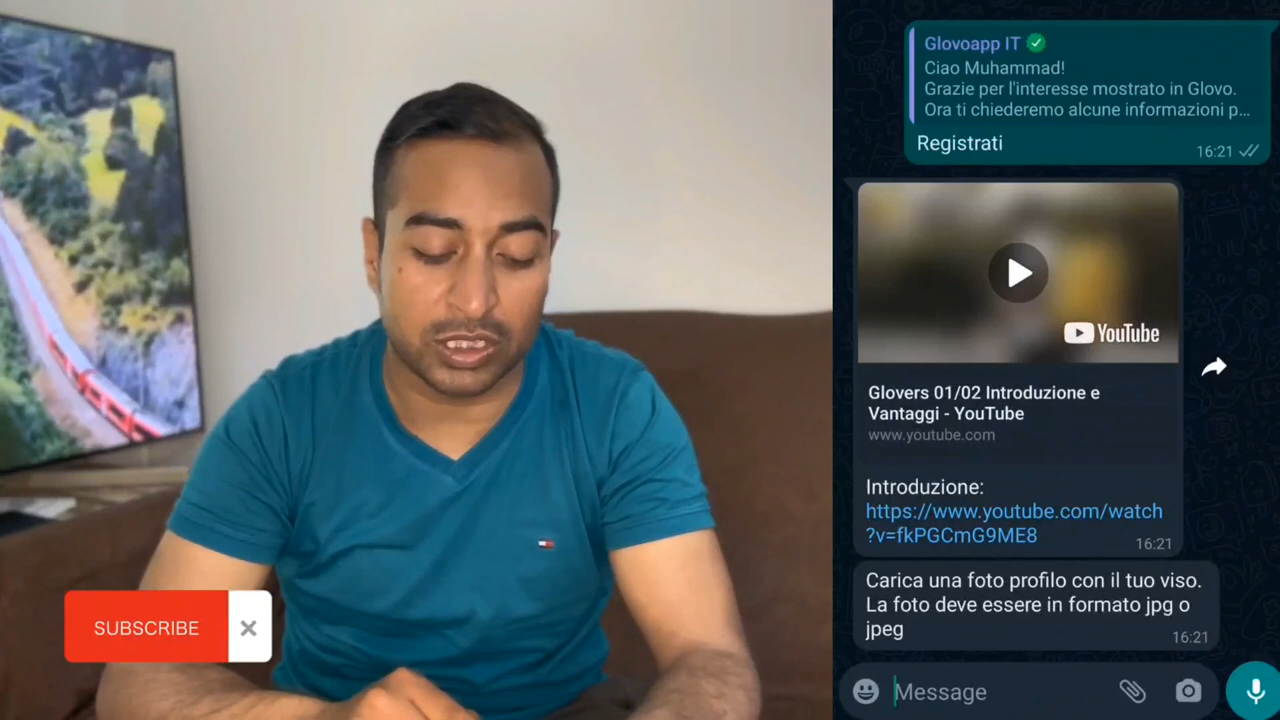 Glovoapp IT
Ciao Muhammad!
Grazie per l'interesse mostrato in Glovo.
Ora ti chiederemo alcune informazioni p...
Registrati
16:21
YouTube
Glovers 01/02 Introduzione e
Vantaggi - YouTube
www.youtube.com
Introduzione:
https://www.youtube.com/watch
?v=fkPGCmG9ME8
16:21
Carica una foto profilo con il tuo viso.
La foto deve essere in formato jpg o
jpeg
16:21
Message
SUBSCRIBE